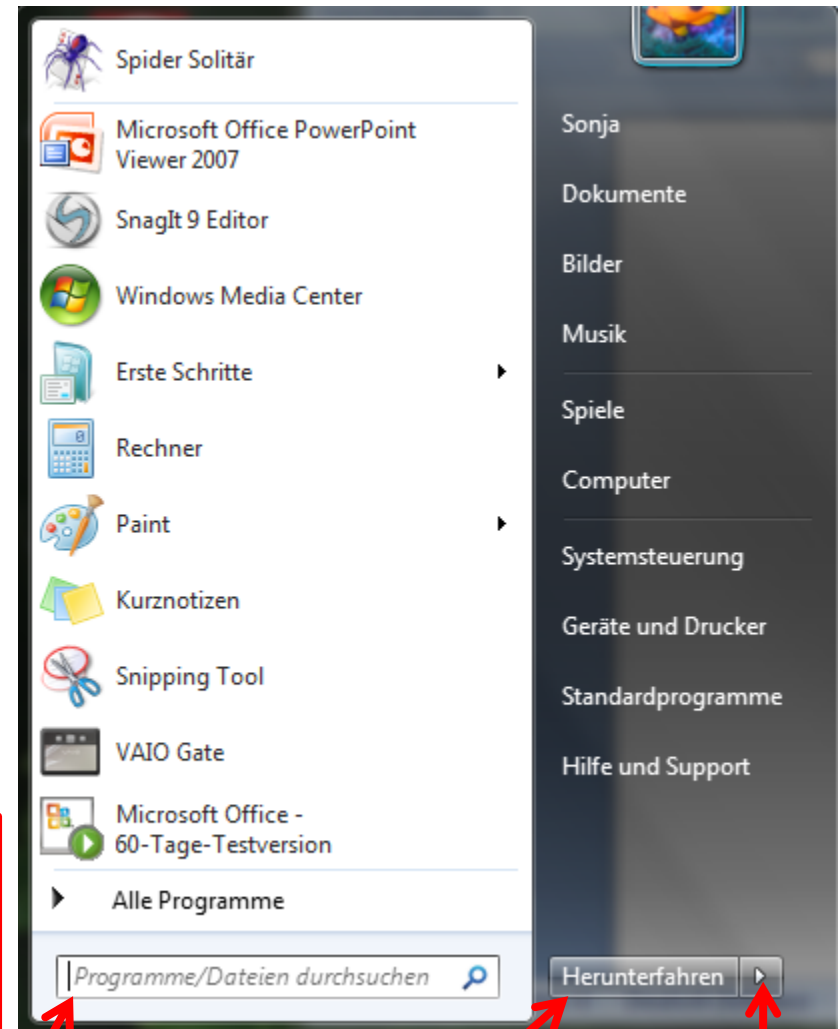 Spider Solitär
Microsoft Office PowerPoint
Viewer 2007
SnagIt 9 Editor
Windows Media Center
Erste Schritte
Rechner
Paint
Kurznotizen
Snipping Tool
VAIO Gate
Microsoft Office -
60-Tage-Testversion
Alle Programme
Programme/Dateien durchsuchen
Sonja
Dokumente
Bilder
Musik
Spiele
Computer
Systemsteuerung
Geräte und Drucker
Standardprogramme
Hilfe und Support
Herunterfahren